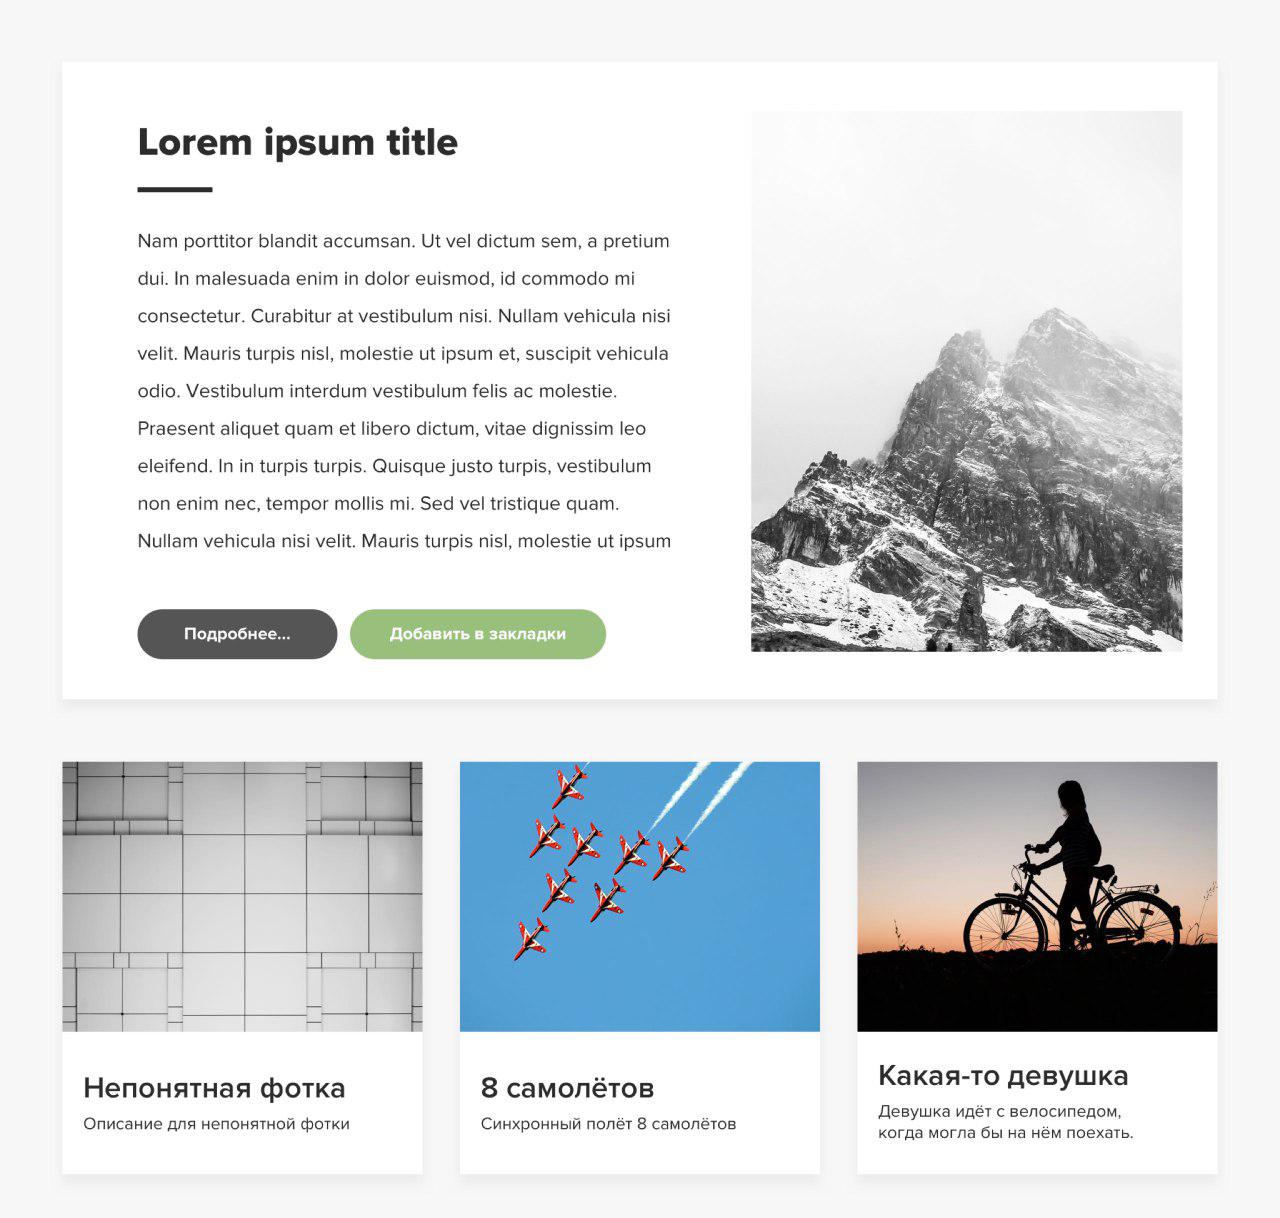 Lorem ipsum title
Nam porttitor blandit accumsan. Ut vel dictum sem, a pretium
dui. In malesuada enim in dolor euismod, id commodo mi
consectetur. Curabitur at vestibulum nisi. Nullam vehicula nisi
velit. Mauris turpis nisl, molestie ut ipsum et, suscipit vehicula
odio. Vestibulum interdum vestibulum felis ac molestie.
Praesent aliquet quam et libero dictum, vitae dignissim leo
eleifend. In in turpis turpis. Quisque justo turpis, vestibulum
non enim nec, tempor mollis mi. Sed vel tristique quam.
Nullam vehicula nisi velit. Mauris turpis nisl, molestie ut ipsum
Подробнее...
Добавить в закладки
Непонятная фотка
Описание для непонятной фотки
8 самолётов
Синхронный полёт 8 самолётов
Какая-то девушка
Девушка идёт с велосипедом,
когда могла бы на нём поехать.